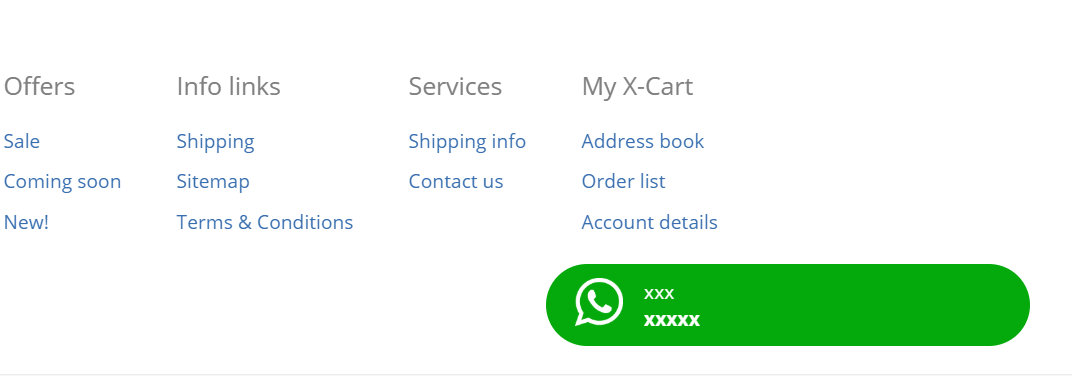 Offers
Sale
Coming soon
New!
Info links
Shipping
Sitemap
Terms & Conditions
Services
Shipping info
Contact us
My X-Cart
Address book
Order list
Account details
xxx
xxxxx